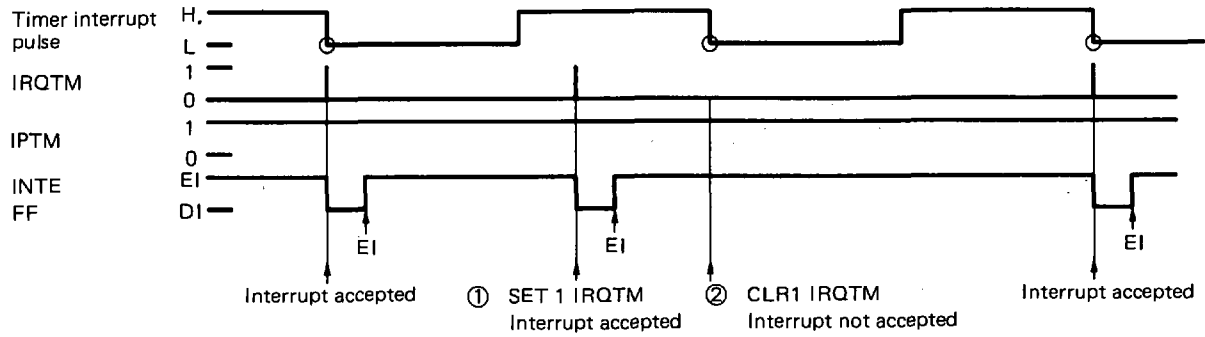 Timer interrupt
pulse
H
L
IRQTM
1
0
IPTM
1
0
INTE
FF
EI
DI
EI
EI
EI
Interrupt accepted
① SET 1 IRQTM
Interrupt accepted
② CLR1 IRQTM
Interrupt not accepted
Interrupt accepted